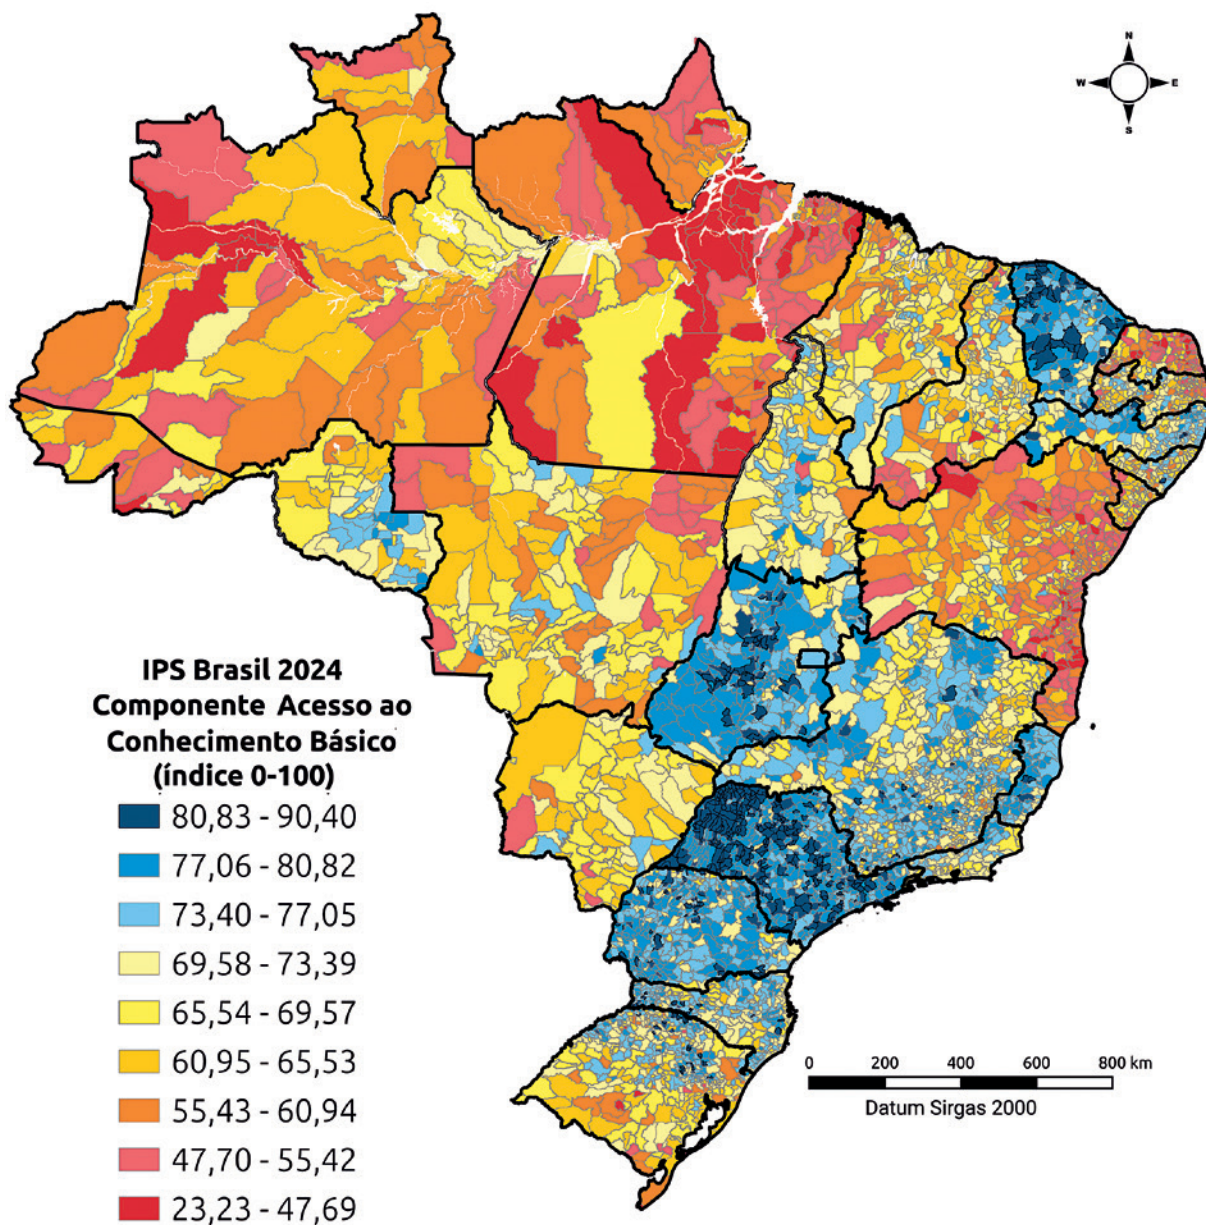 N
W
E
S
IPS Brasil 2024
Componente Acesso ao
Conhecimento Básico
(índice 0-100)
80,83 - 90,40
77,06 - 80,82
73,40 - 77,05
69,58 - 73,39
65,54 - 69,57
60,95 - 65,53
55,43 - 60,94
47,70 - 55,42
23,23 - 47,69
0 200 400 600 800 km
Datum Sirgas 2000